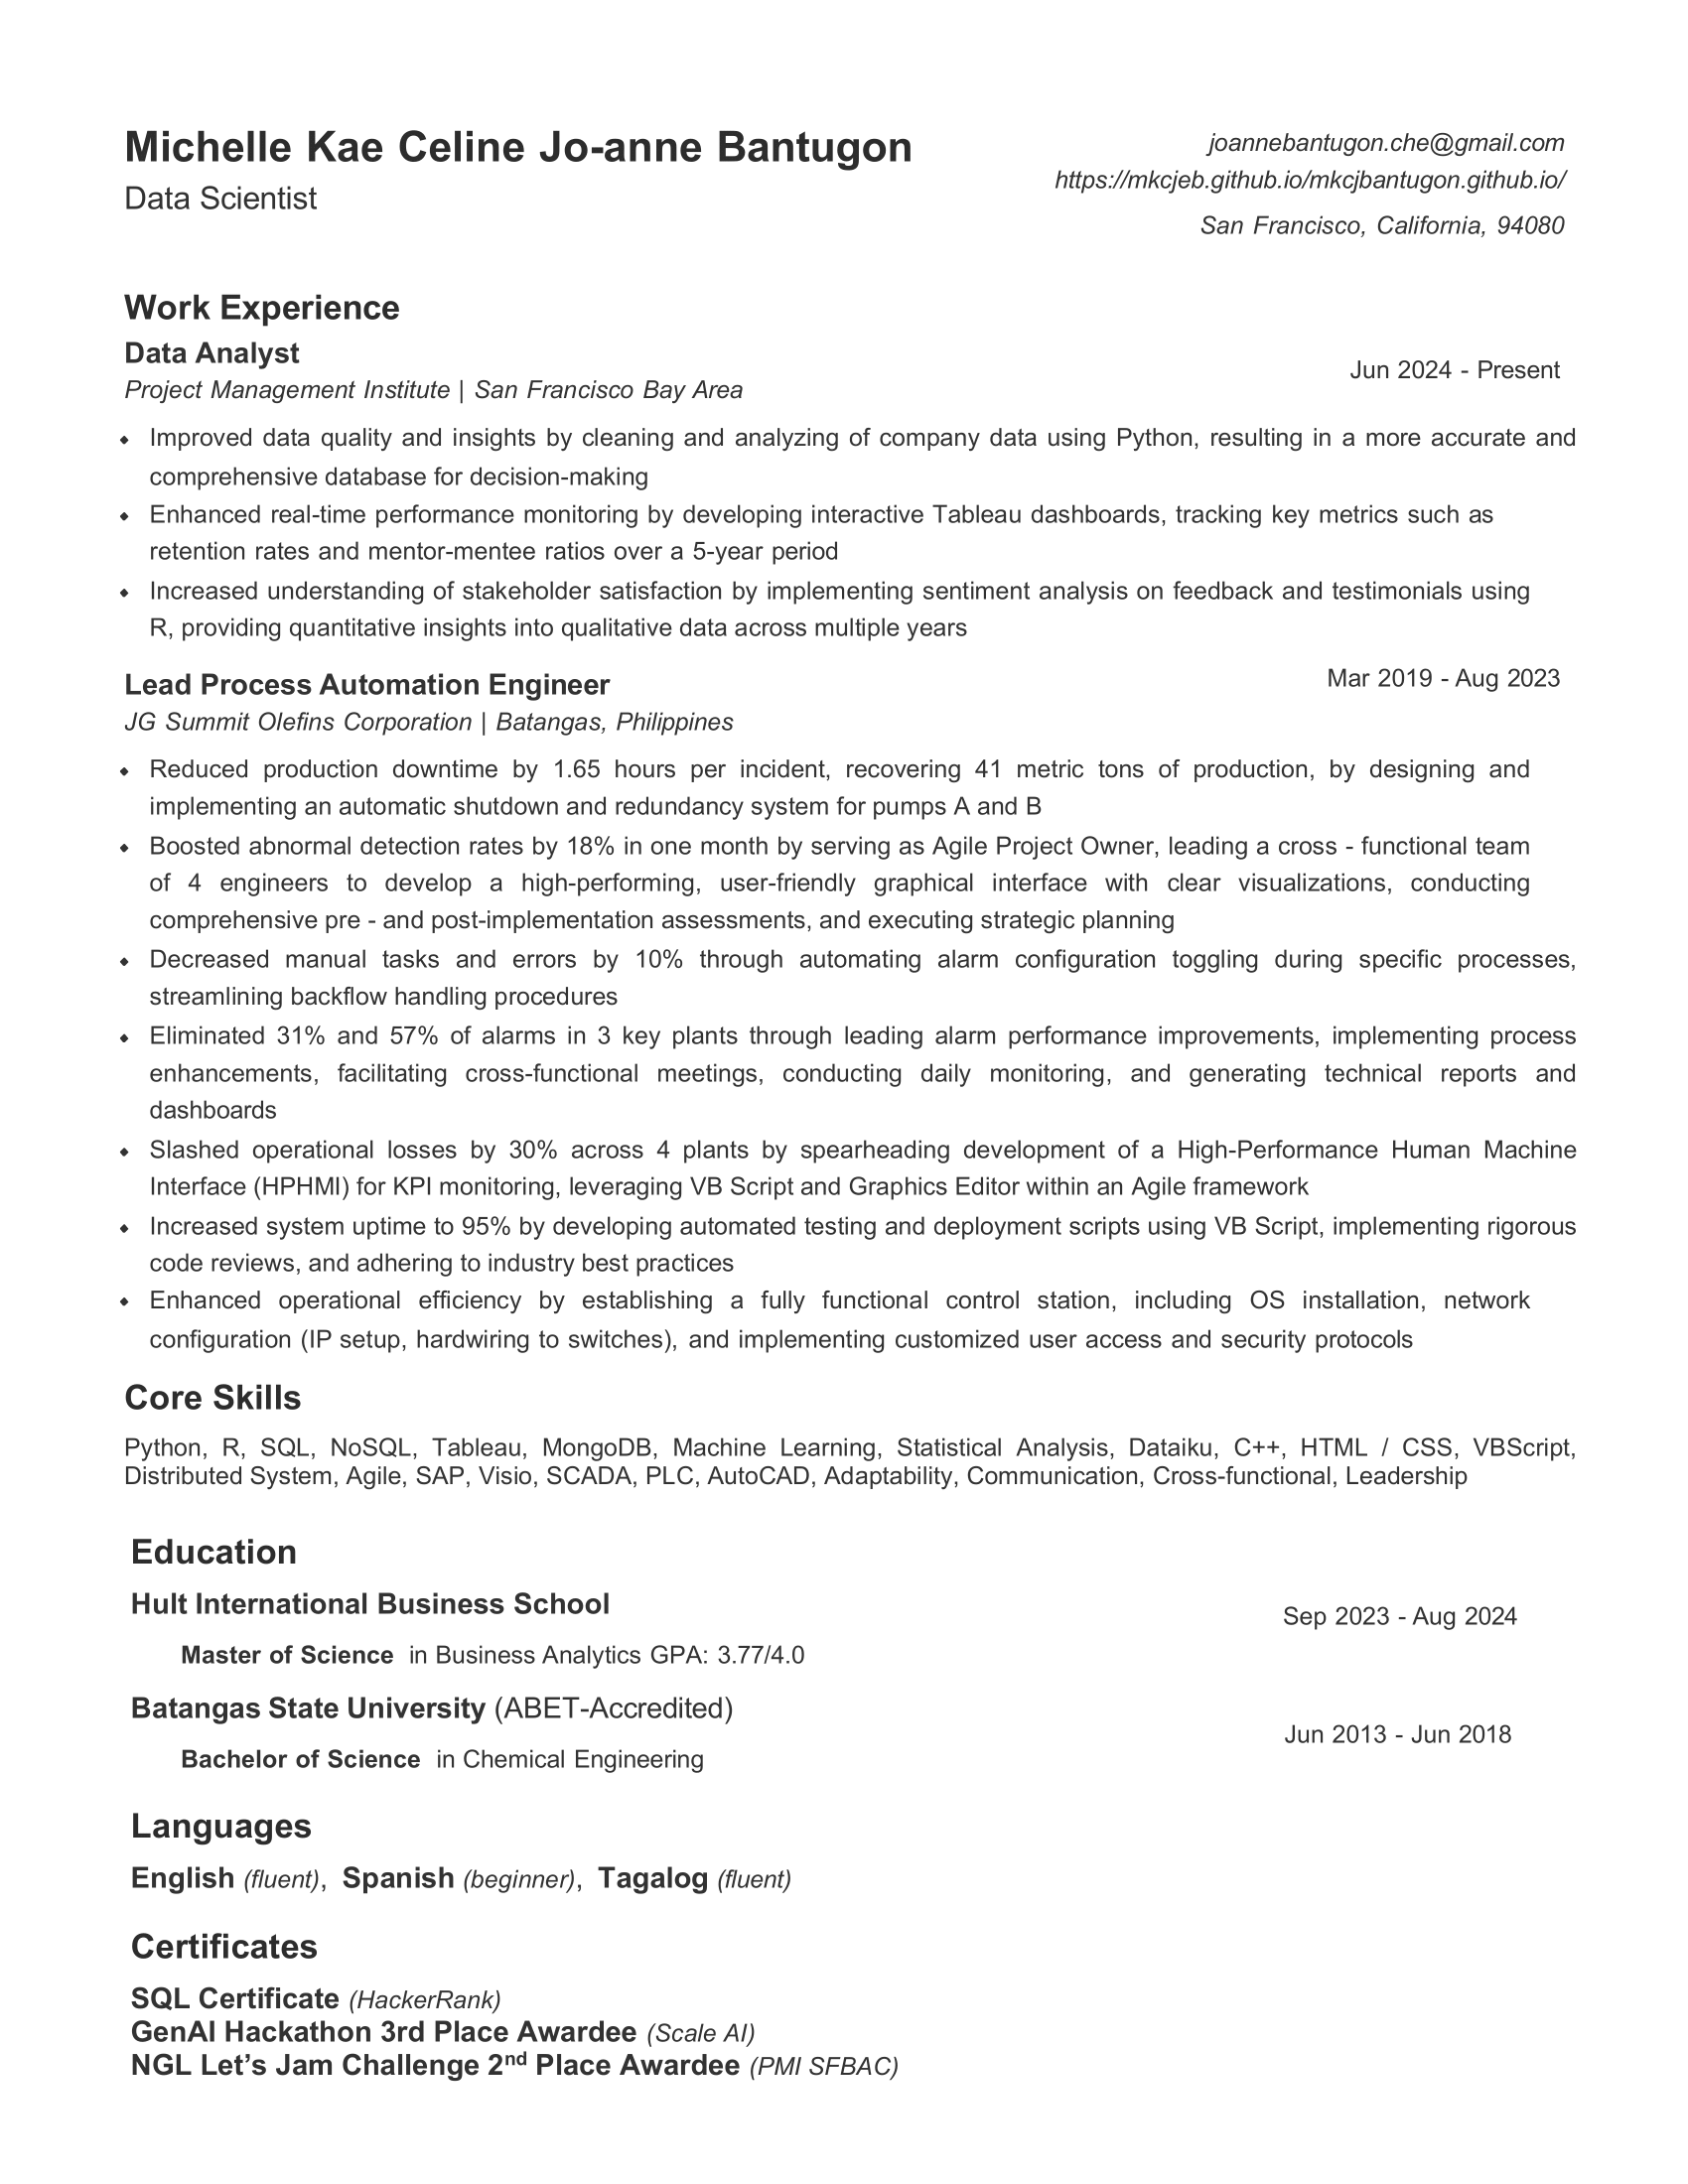 Michelle Kae Celine Jo-anne Bantugon
Data Scientist
joannebantugon.che@gmail.com
https://mkcjeb.github.io/mkcjbantugon.github.io/
San Francisco, California, 94080
Work Experience
Data Analyst
Jun 2024 - Present
Project Management Institute | San Francisco Bay Area
• Improved data quality and insights by cleaning and analyzing of company data using Python, resulting in a more accurate and
comprehensive database for decision-making
• Enhanced real-time performance monitoring by developing interactive Tableau dashboards, tracking key metrics such as
retention rates and mentor-mentee ratios over a 5-year period
• Increased understanding of stakeholder satisfaction by implementing sentiment analysis on feedback and testimonials using
R, providing quantitative insights into qualitative data across multiple years
Lead Process Automation Engineer
Mar 2019 - Aug 2023
JG Summit Olefins Corporation | Batangas, Philippines
• Reduced production downtime by 1.65 hours per incident, recovering 41 metric tons of production, by designing and
implementing an automatic shutdown and redundancy system for pumps A and B
• Boosted abnormal detection rates by 18% in one month by serving as Agile Project Owner, leading a cross - functional team
of 4 engineers to develop a high-performing, user-friendly graphical interface with clear visualizations, conducting
comprehensive pre - and post-implementation assessments, and executing strategic planning
• Decreased manual tasks and errors by 10% through automating alarm configuration toggling during specific processes,
streamlining backflow handling procedures
• Eliminated 31% and 57% of alarms in 3 key plants through leading alarm performance improvements, implementing process
enhancements, facilitating cross-functional meetings, conducting daily monitoring, and generating technical reports and
dashboards
• Slashed operational losses by 30% across 4 plants by spearheading development of a High-Performance Human Machine
Interface (HPHMI) for KPI monitoring, leveraging VB Script and Graphics Editor within an Agile framework
• Increased system uptime to 95% by developing automated testing and deployment scripts using VB Script, implementing rigorous
code reviews, and adhering to industry best practices
• Enhanced operational efficiency by establishing a fully functional control station, including OS installation, network
configuration (IP setup, hardwiring to switches), and implementing customized user access and security protocols
Core Skills
Python, R, SQL, NoSQL, Tableau, MongoDB, Machine Learning, Statistical Analysis, Dataiku, C++, HTML / CSS, VBScript,
Distributed System, Agile, SAP, Visio, SCADA, PLC, AutoCAD, Adaptability, Communication, Cross-functional, Leadership
Education
Hult International Business School
Sep 2023 - Aug 2024
Master of Science in Business Analytics GPA: 3.77/4.0
Batangas State University (ABET-Accredited)
Jun 2013 - Jun 2018
Bachelor of Science in Chemical Engineering
Languages
English (fluent), Spanish (beginner), Tagalog (fluent)
Certificates
SQL Certificate (HackerRank)
GenAI Hackathon 3rd Place Awardee (Scale AI)
NGL Let’s Jam Challenge 2nd Place Awardee (PMI SFBAC)